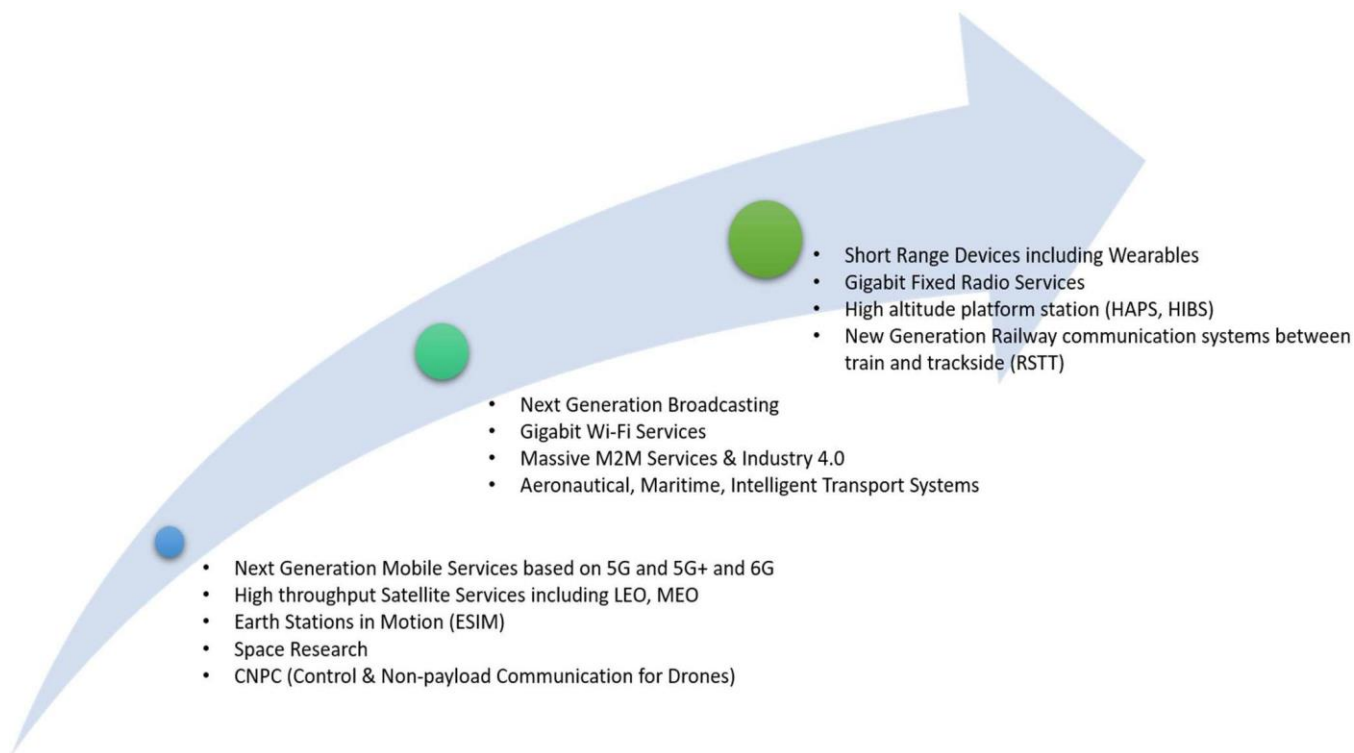 • Short Range Devices including Wearables
• Gigabit Fixed Radio Services
• High altitude platform station (HAPS, HIBS)
• New Generation Railway communication systems between
train and trackside (RSTT)
• Next Generation Broadcasting
• Gigabit Wi-Fi Services
• Massive M2M Services & Industry 4.0
• Aeronautical, Maritime, Intelligent Transport Systems
• Next Generation Mobile Services based on 5G and 5G+ and 6G
• High throughput Satellite Services including LEO, MEO
• Earth Stations in Motion (ESIM)
• Space Research
• CNPC (Control & Non-payload Communication for Drones)